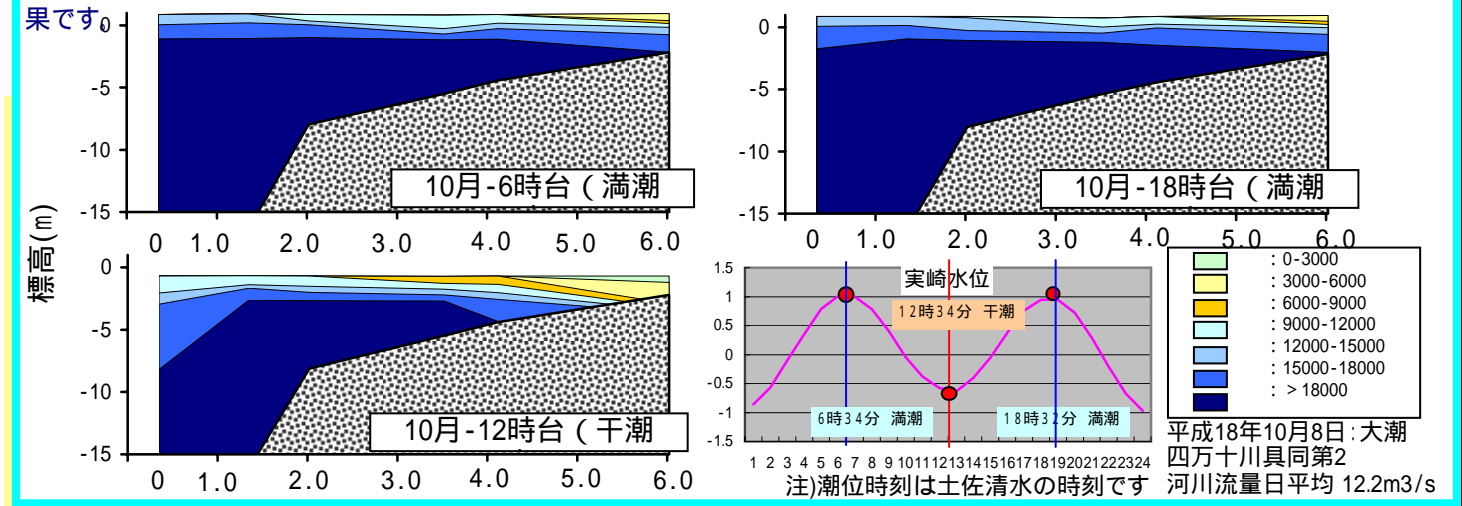 果です。
標高(m)
0
-5
-10
-15
0 1.0 2.0 3.0 4.0 5.0 6.0
10月-6時台(満潮
0
-5
-10
-15
0 1.0 2.0 3.0 4.0 5.0 6.0
10月-18時台(満潮
0
-5
-10
-15
0 1.0 2.0 3.0 4.0 5.0 6.0
10月-12時台(干潮
実崎水位
1.5
1
0.5
0
-0.5
-1
-1.5
12時34分 干潮
6時34分 満潮
18時32分 満潮
1 2 3 4 5 6 7 8 9 10 11 12 13 14 15 16 17 18 19 20 21 22 23 24
注)潮位時刻は土佐清水の時刻です
:0-3000
:3000-6000
:6000-9000
:9000-12000
:12000-15000
:15000-18000
:>18000
平成18年10月8日:大潮
四万十川具同第2
河川流量日平均 12.2m3/s